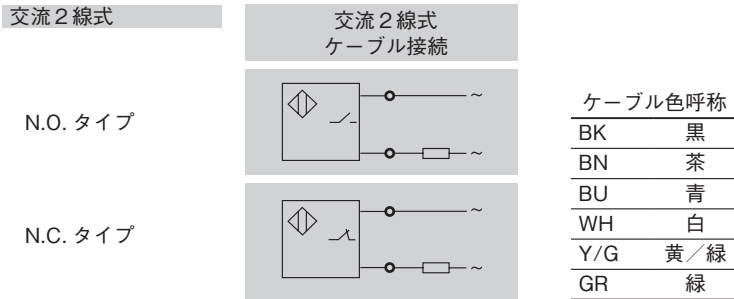 交流2線式
交流2線式
ケーブル接続
N.O. タイプ
~
~
N.C. タイプ
~
~
ケーブル色呼称
BK 黒
BN 茶
BU 青
WH 白
Y/G 黄／緑
GR 緑